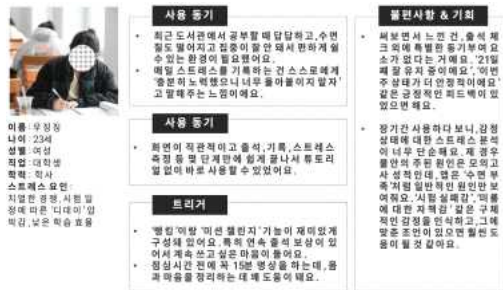 이름 : 우정정
나이 : 23세
성별 : 여성
직업 : 대학생
학력 : 학사
스트레스 요인 :
치열한 경쟁, 시험 일
정에 따른 '디데이' 압
박감, 낮은 학습 효율
사용 동기
• 최근 도서관에서 공부할 때 답답하고, 수면
질도 떨어지고 집중이 잘 안 돼서 편하게 쉴
수 있는 환경이 필요했어요.
• 매일 스트레스를 기록하는 건 스스로에게
'충분히 노력했으니 너무 몰아붙이지 말자'
고 말해주는 느낌이에요.
사용 동기
• 화면이 직관적이고 출석, 기록, 스트레스
측정 등 몇 단계만에 쉽게 끝나서 튜토리
얼 없이 바로 사용할 수 있었어요.
트리거
• '랭킹'이랑 '미션 챌린지' 기능이 재미있게
구성돼 있어요. 특히 연속 출석 보상이 있
어서 계속 쓰고 싶은 마음이 들어요.
• 점심시간 전에 꼭 15분 명상을 하는데, 몸
과 마음을 정리하는 데 꽤 도움이 돼요.
불편사항 & 기회
• 써보면서 느낀 건, 출석 체
크 외에 특별한 동기부여 요
소가 없다는 거예요. '21일
째 잘 유지 중이에요', '이번
주 상태가 더 안정적이에요'
같은 긍정적인 피드백이 있
었으면 해요.
• 장기간 사용하다 보니, 감정
상태에 대한 스트레스 분석
이 너무 단순해요. 제 경우
불안의 주된 원인은 모의고
사 성적인데, 앱은 '수면 부
족'처럼 일반적인 원인만 보
여줘요. '시험 실패감', '미룸
에 대한 자책감' 같은 구체
적인 감정을 인식하고, 그에
맞춘 조언이 있으면 훨씬 도
움이 될 것 같아요.